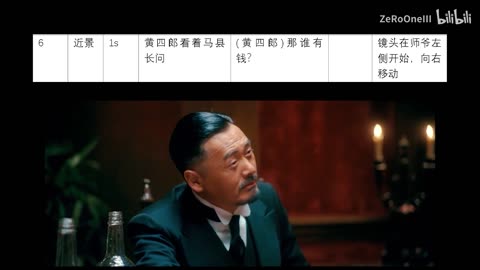 ZeRoOneIII bilibili
6 近景 1s 黄四郎看着马县 (黄四郎)那谁有 镜头在师爷左
长问 钱? 侧开始，向右
移动